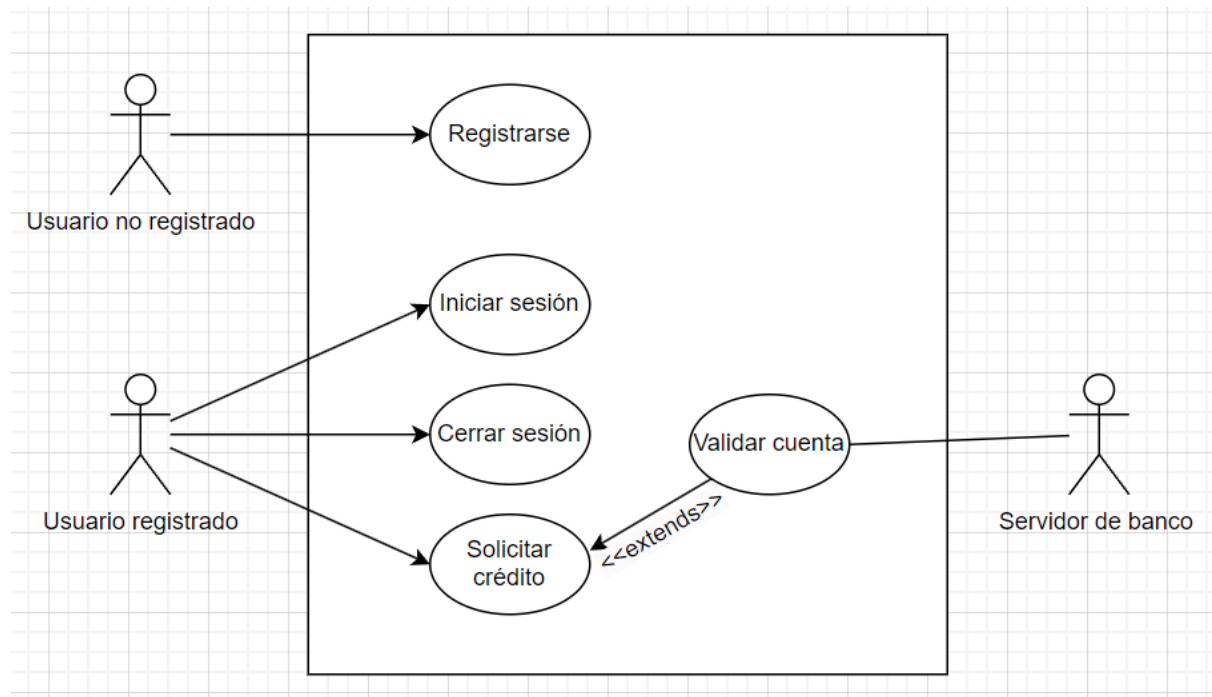 Registrarse
Usuario no registrado
Iniciar sesión
Cerrar sesión
Validar cuenta
Usuario registrado
Servidor de banco
<<extends>>
Solicitar
crédito